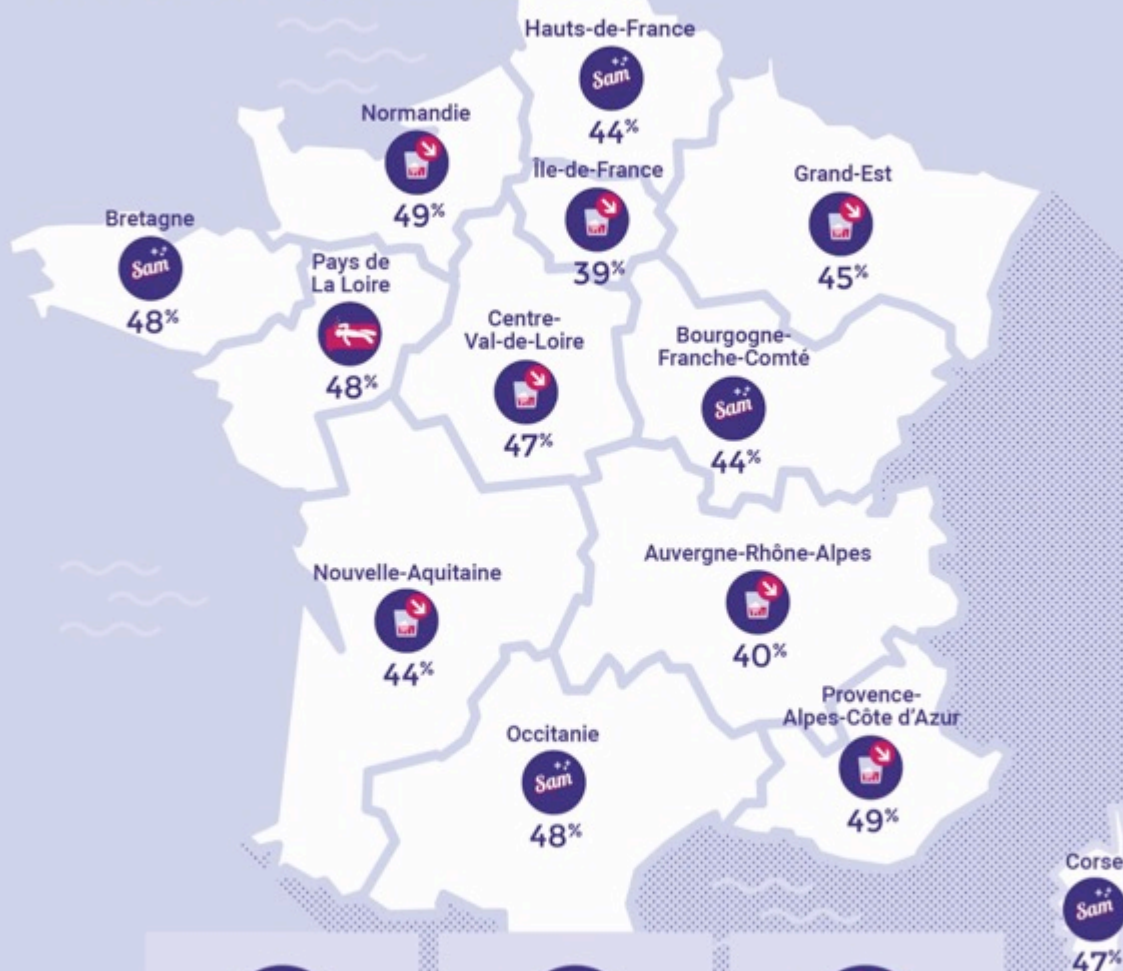 Hauts-de-France
Sam
44%
Normandie
49%
Île-de-France
39%
Grand-Est
45%
Bretagne
Sam
48%
Pays de
La Loire
48%
Centre-
Val-de-Loire
47%
Bourgogne-
Franche-Comté
Sam
44%
Nouvelle-Aquitaine
44%
Auvergne-Rhône-Alpes
40%
Provence-
Alpes-Côte d'Azur
49%
Occitanie
Sam
48%
Corse
Sam
47%